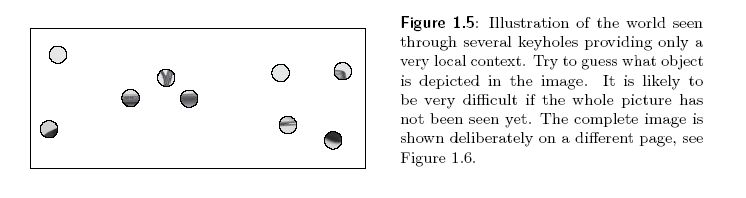 Figure 1.5: Illustration of the world seen
through several keyholes providing only a
very local context. Try to guess what object
is depicted in the image. It is likely to
be very difficult if the whole picture has
not been seen yet. The complete image is
shown deliberately on a different page, see
Figure 1.6.